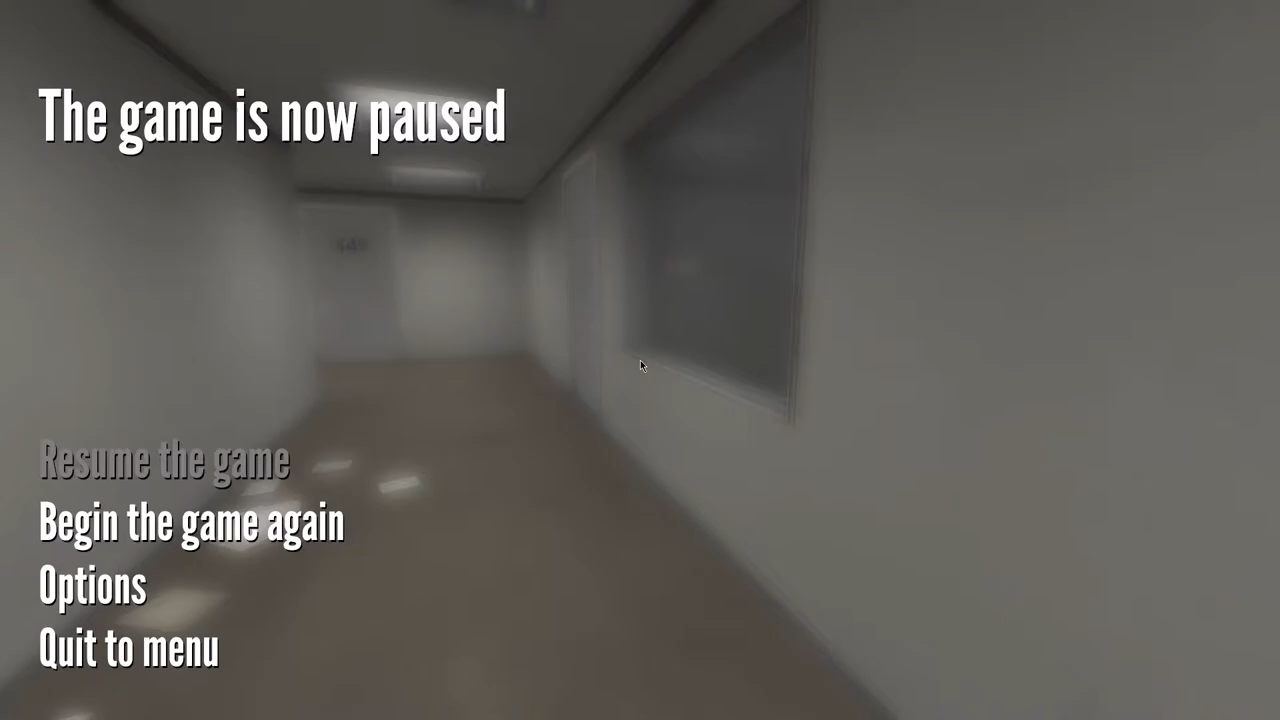 The game is now paused
Resume the game
Begin the game again
Options
Quit to menu